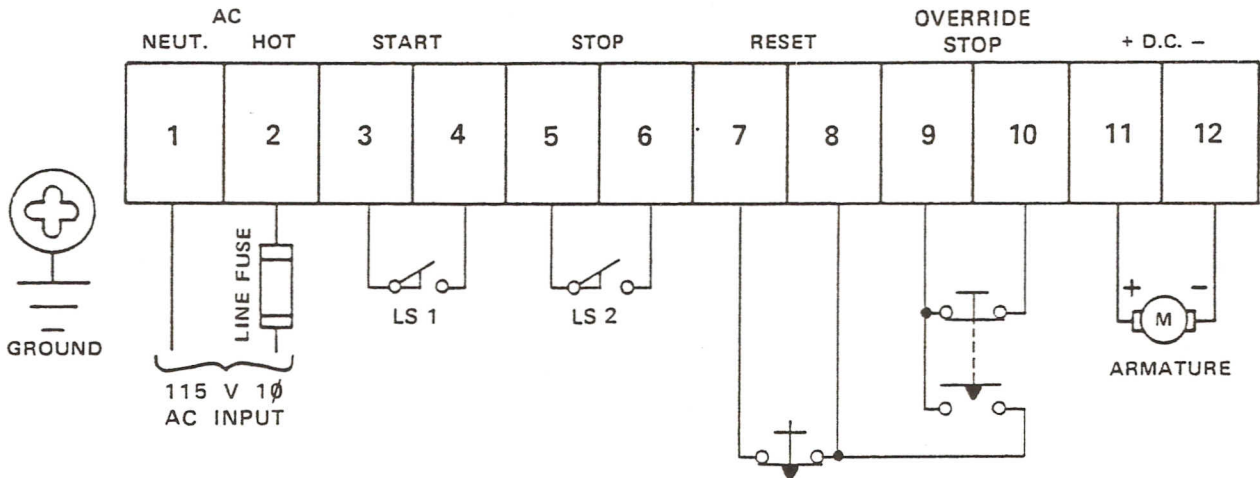 AC
NEUT. HOT START STOP RESET OVERRIDE STOP + D.C. −
1 2 3 4 5 6 7 8 9 10 11 12
LINE FUSE
LS 1 LS 2
+ −
M
GROUND
ARMATURE
115 V 1Ø
AC INPUT